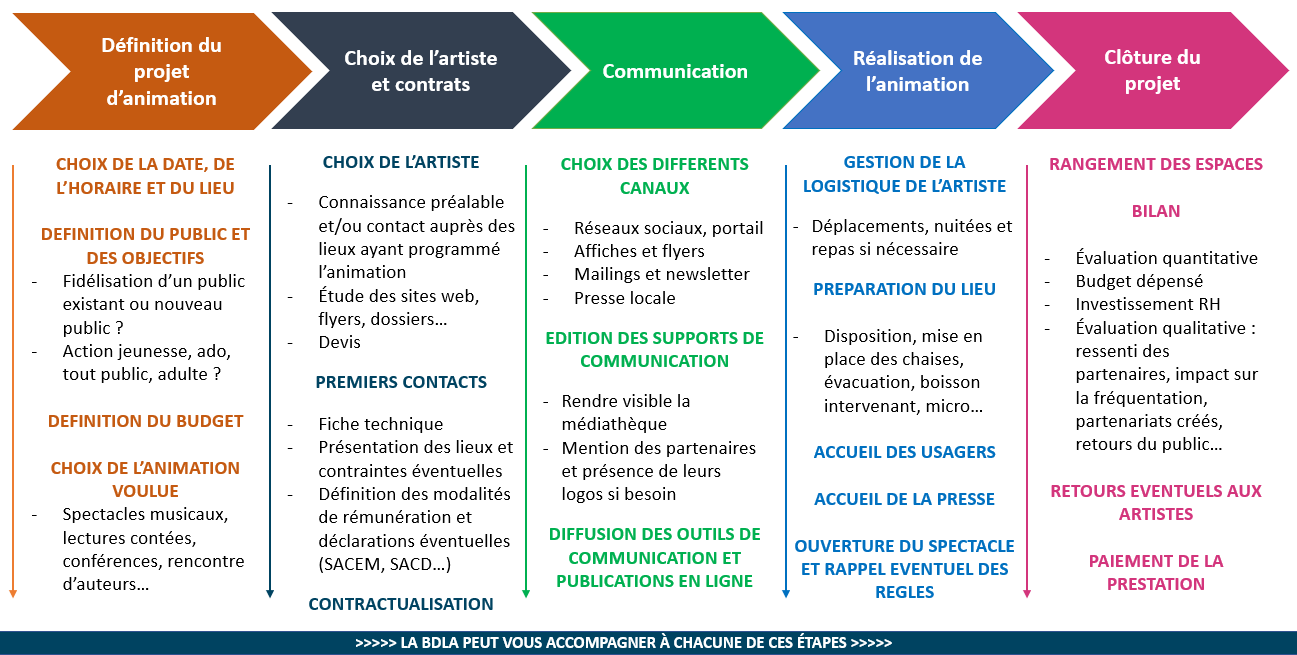 Définition du
projet
d’animation
Choix de l’artiste
et contrats
Communication
Réalisation de
l’animation
Clôture du
projet
CHOIX DE LA DATE, DE
L’HORAIRE ET DU LIEU
DEFINITION DU PUBLIC ET
DES OBJECTIFS
- Fidélisation d’un public
existant ou nouveau
public ?
- Action jeunesse, ado,
tout public, adulte ?
DEFINITION DU BUDGET
CHOIX DE L’ANIMATION
VOULUE
- Spectacles musicaux,
lectures contées,
conférences, rencontre
d’auteurs…
CHOIX DE L’ARTISTE
- Connaissance préalable
et/ou contact auprès des
lieux ayant programmé
l’animation
- Étude des sites web,
flyers, dossiers…
- Devis
PREMIERS CONTACTS
- Fiche technique
- Présentation des lieux et
contraintes éventuelles
- Définition des modalités
de rémunération et
déclarations éventuelles
(SACEM, SACD…)
CONTRACTUALISATION
CHOIX DES DIFFERENTS
CANAUX
- Réseaux sociaux, portail
- Affiches et flyers
- Mailings et newsletter
- Presse locale
EDITION DES SUPPORTS DE
COMMUNICATION
- Rendre visible la
médiathèque
- Mention des partenaires
et présence de leurs
logos si besoin
DIFFUSION DES OUTILS DE
COMMUNICATION ET
PUBLICATIONS EN LIGNE
GESTION DE LA
LOGISTIQUE DE L’ARTISTE
- Déplacements, nuitées et
repas si nécessaire
PREPARATION DU LIEU
- Disposition, mise en
place des chaises,
évacuation, boisson
intervenant, micro…
ACCUEIL DES USAGERS
ACCUEIL DE LA PRESSE
OUVERTURE DU SPECTACLE
ET RAPPEL EVENTUEL DES
REGLES
RANGEMENT DES ESPACES
BILAN
- Évaluation quantitative
- Budget dépensé
- Investissement RH
- Évaluation qualitative :
ressenti des
partenaires, impact sur
la fréquentation,
partenariats créés,
retours du public…
RETOURS EVENTUELS AUX
ARTISTES
PAIEMENT DE LA
PRESTATION
>>>>> LA BDLA PEUT VOUS ACCOMPAGNER À CHACUNE DE CES ÉTAPES >>>>>